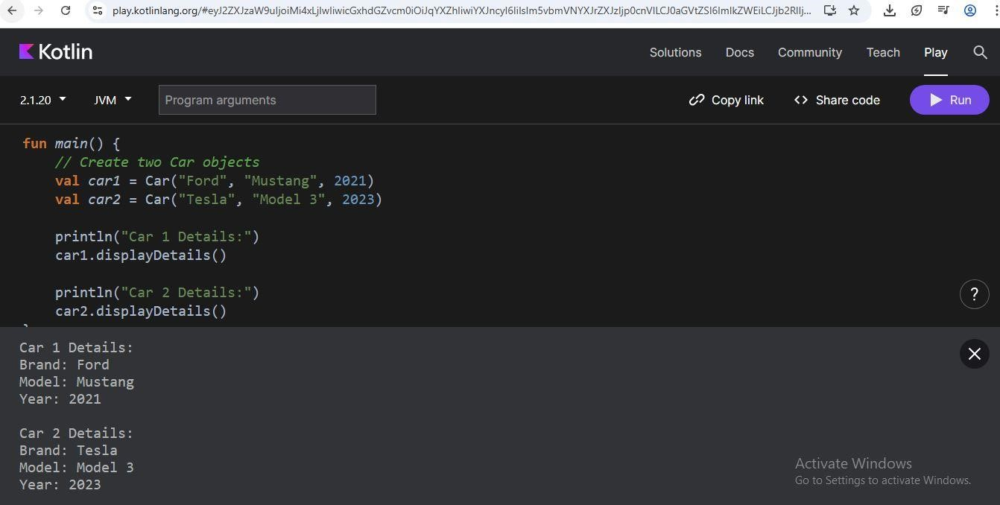 play.kotlinlang.org/#
Kotlin
Solutions
Docs
Community
Teach
Play
2.1.20
JVM
Program arguments
Copy link
<> Share code
Run
fun main() {
    // Create two Car objects
    val car1 = Car("Ford", "Mustang", 2021)
    val car2 = Car("Tesla", "Model 3", 2023)
    println("Car 1 Details:")
    car1.displayDetails()
    println("Car 2 Details:")
    car2.displayDetails()
?
Car 1 Details:
Brand: Ford
Model: Mustang
Year: 2021
Car 2 Details:
Brand: Tesla
Model: Model 3
Year: 2023
Activate Windows
Go to Settings to activate Windows.